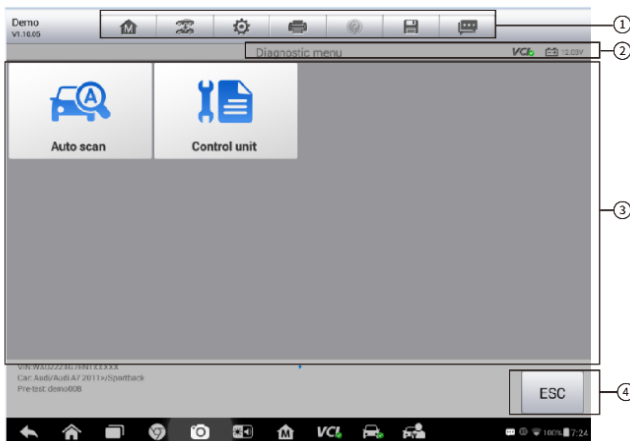 Demo
V1.16.05
M
①
Diagnostic menu
VCI
12.03V
②
A
Auto scan
Control unit
③
Car: Audi/Audi A7 2011>/Sportback
Pre-test: demo008
ESC
④
M
VCI
100%
7:24